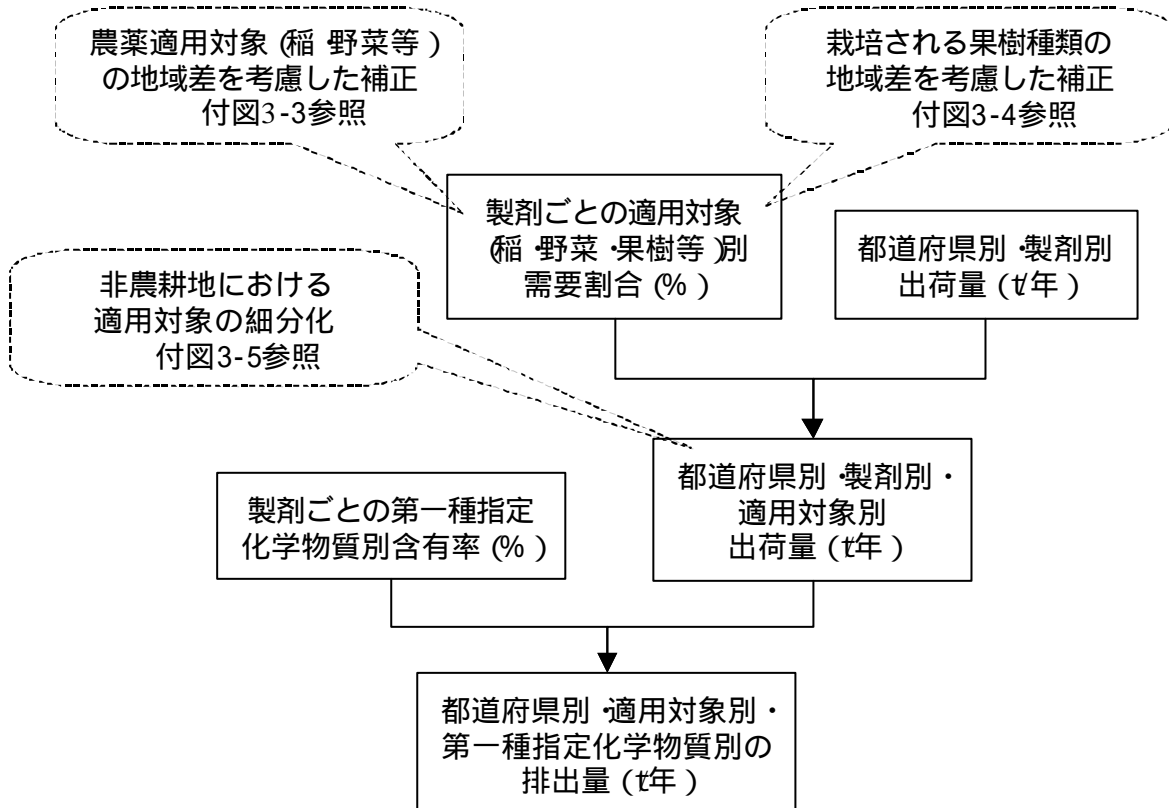 農薬適用対象（稲・野菜等）
の地域差を考慮した補正
付図3-3参照
栽培される果樹種類の
地域差を考慮した補正
付図3-4参照
製剤ごとの適用対象
（稲・野菜・果樹等）別
需要割合（％）
都道府県別・製剤別
出荷量（t/年）
非農耕地における
適用対象の細分化
付図3-5参照
都道府県別・製剤別・
適用対象別
出荷量（t/年）
製剤ごとの第一種指定
化学物質別含有率（％）
都道府県別・適用対象別・
第一種指定化学物質別の
排出量（t/年）